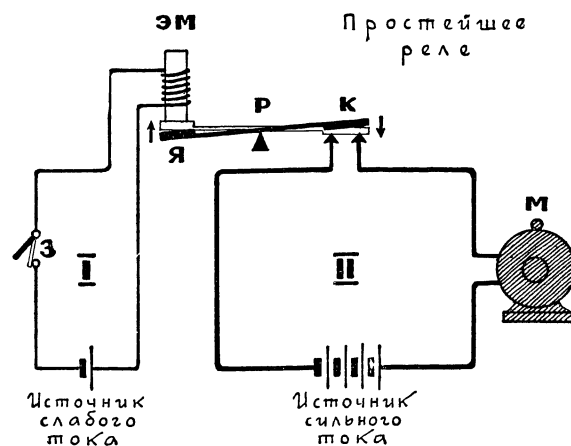 Простейшее
реле
ЭМ
Р
К
Я
З
I
II
М
Источник
слабого
тока
Источник
сильного
тока